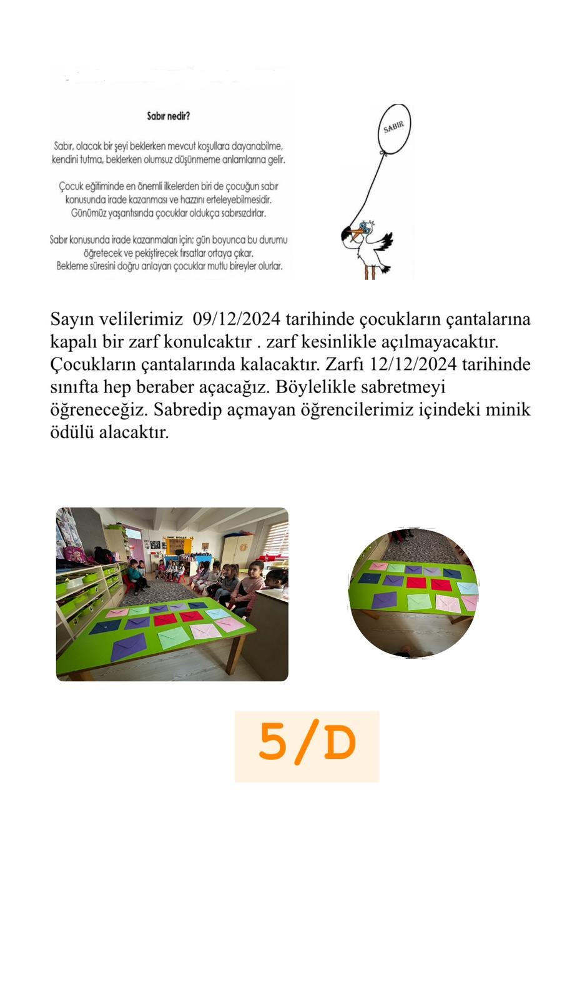 Sabır nedir?
Sabır, olacak bir şeyi beklerken mevcut koşullara dayanabilme,
kendini tutma, beklerken olumsuz düşünmeme anlamlarına gelir.
Çocuk eğitiminde en önemli ilkelerden biri de çocuğun sabır
konusunda irade kazanması ve hazzını erteleyebilmesidir.
Günümüz yaşantısında çocuklar oldukça sabırsızdırlar.
Sabır konusunda irade kazanmaları için; gün boyunca bu durumu
öğretecek ve pekiştirecek fırsatlar ortaya çıkar.
Bekleme süresini doğru anlayan çocuklar mutlu bireyler olurlar.
SABIR
Sayın velilerimiz 09/12/2024 tarihinde çocukların çantalarına
kapalı bir zarf konulcaktır . zarf kesinlikle açılmayacaktır.
Çocukların çantalarında kalacaktır. Zarfı 12/12/2024 tarihinde
sınıfta hep beraber açacağız. Böylelikle sabretmeyi
öğreneceğiz. Sabredip açmayan öğrencilerimiz içindeki minik
ödülü alacaktır.
5/D